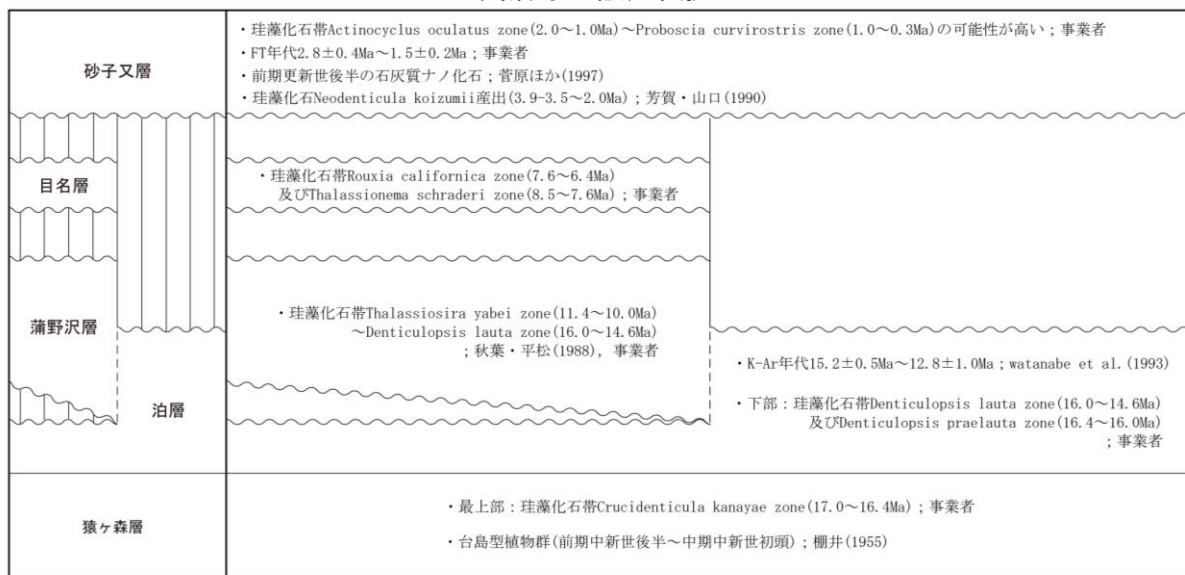 砂子又層
・珪藻化石帯Actinocyclus oculatus zone(2.0～1.0Ma)～Proboscia curvirostris zone(1.0～0.3Ma)の可能性が高い；事業者
・FT年代2.8±0.4Ma～1.5±0.2Ma；事業者
・前期更新世後半の石灰質ナノ化石；菅原ほか(1997)
・珪藻化石Neodenticula koizumii産出(3.9-3.5～2.0Ma)；芳賀・山口(1990)
目名層
・珪藻化石帯Rouxia californica zone(7.6～6.4Ma)
及びThalassionema schraderi zone(8.5～7.6Ma)；事業者
蒲野沢層
・珪藻化石帯Thalassiosira yabei zone(11.4～10.0Ma)
～Denticulopsis lauta zone(16.0～14.6Ma)
；秋葉・平松(1988), 事業者
泊層
・K-Ar年代15.2±0.5Ma～12.8±1.0Ma；watanabe et al.(1993)
・下部：珪藻化石帯Denticulopsis lauta zone(16.0～14.6Ma)
及びDenticulopsis praelauta zone(16.4～16.0Ma)
；事業者
猿ヶ森層
・最上部：珪藻化石帯Crucidenticula kanayae zone(17.0～16.4Ma)；事業者
・台島型植物群(前期中新世後半～中期中新世初頭)；棚井(1955)